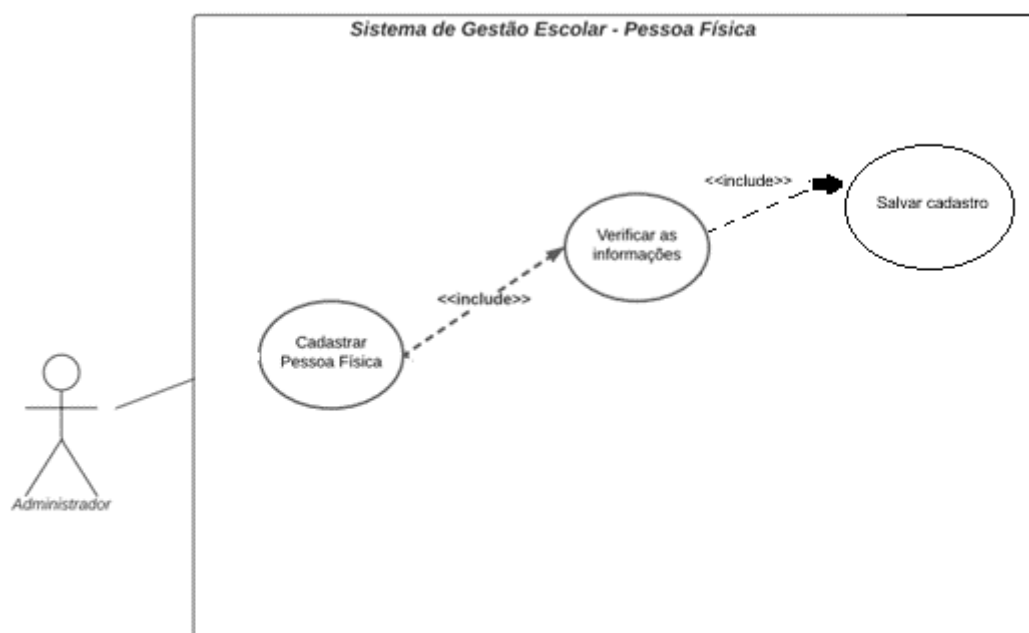 Sistema de Gestão Escolar - Pessoa Física
<<include>>
Salvar cadastro
Verificar as
informações
<<include>>
Cadastrar
Pessoa Física
Administrador